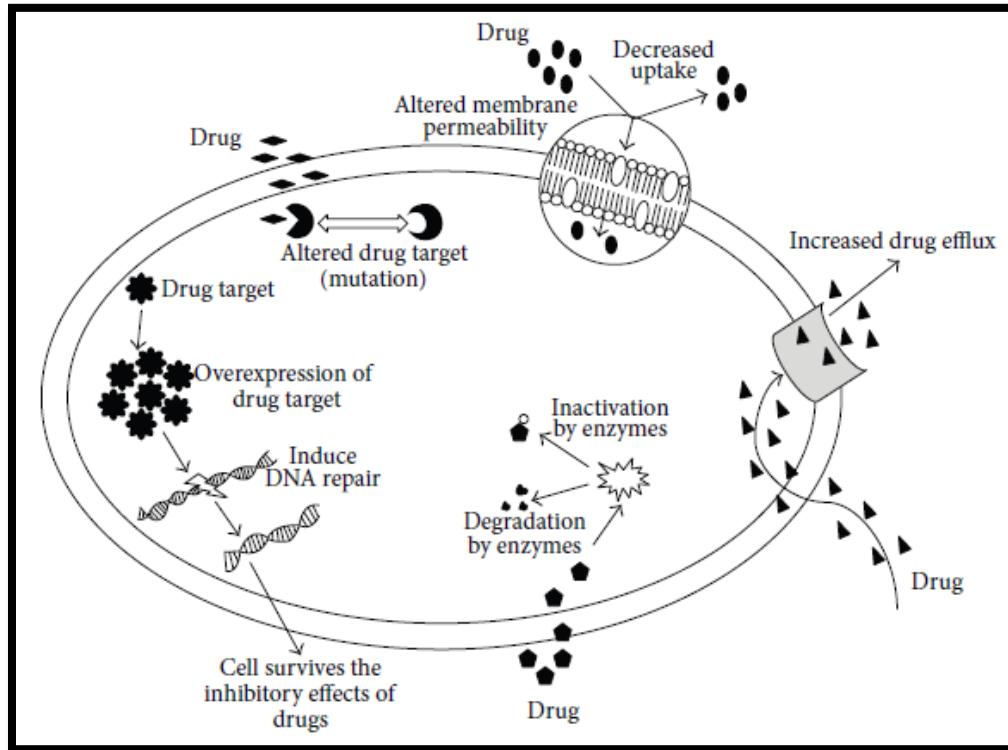 Drug
Decreased
uptake
Altered membrane
permeability
Drug
Altered drug target
(mutation)
Increased drug efflux
Drug target
Overexpression of
drug target
Inactivation
by enzymes
Induce
DNA repair
Degradation
by enzymes
Drug
Cell survives the
inhibitory effects of
drugs
Drug